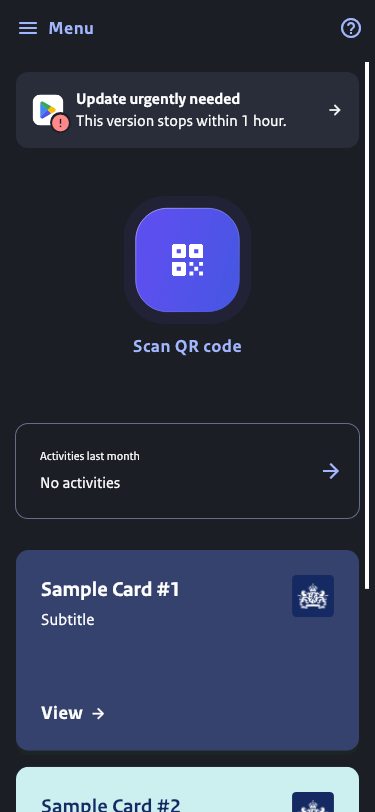 Menu
Update urgently needed
This version stops within 1 hour.
Scan QR code
Activities last month
No activities
Sample Card #1
Subtitle
View
Sample Card #2